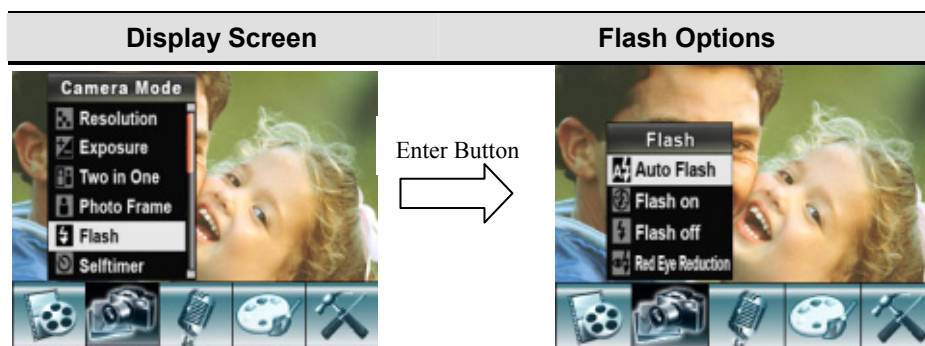 Display Screen
Flash Options
Camera Mode
Resolution
Exposure
Two in One
Photo Frame
Flash
Selftimer
Enter Button
Flash
Auto Flash
Flash on
Flash off
Red Eye Reduction